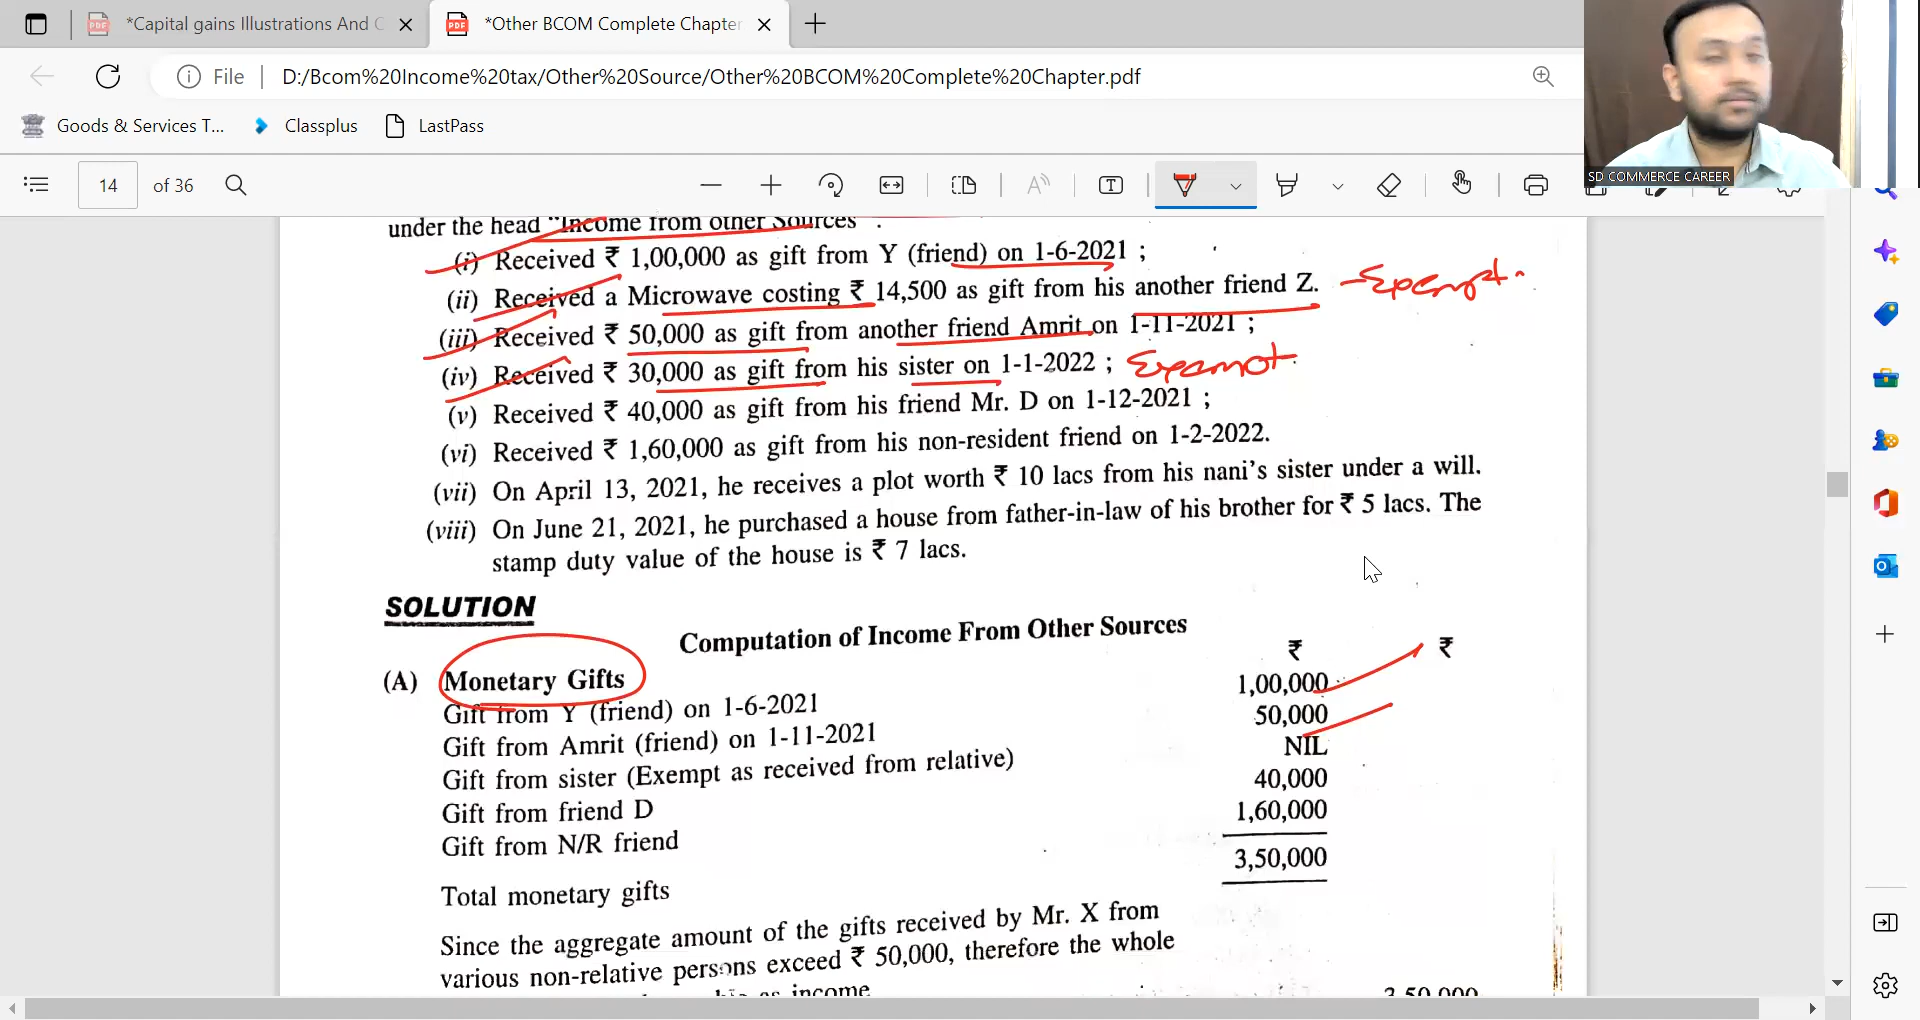 *Capital gains Illustrations And C
*Other BCOM Complete Chapter
File
D:/Bcom%20Income%20tax/Other%20Source/Other%20BCOM%20Complete%20Chapter.pdf
Goods & Services T...
Classplus
LastPass
SD COMMERCE CAREER
14 of 36
under the head "Income from other Sources".
(i) Received ₹ 1,00,000 as gift from Y (friend) on 1-6-2021 ;
(ii) Received a Microwave costing ₹ 14,500 as gift from his another friend Z. - Exempt.
(iii) Received ₹ 50,000 as gift from another friend Amrit on 1-11-2021 ;
(iv) Received ₹ 30,000 as gift from his sister on 1-1-2022 ; Exempt.
(v) Received ₹ 40,000 as gift from his friend Mr. D on 1-12-2021 ;
(vi) Received ₹ 1,60,000 as gift from his non-resident friend on 1-2-2022.
(vii) On April 13, 2021, he receives a plot worth ₹ 10 lacs from his nani's sister under a will.
(viii) On June 21, 2021, he purchased a house from father-in-law of his brother for ₹ 5 lacs. The
stamp duty value of the house is ₹ 7 lacs.
SOLUTION
Computation of Income From Other Sources
₹ ₹
(A) Monetary Gifts
Gift from Y (friend) on 1-6-2021 1,00,000
Gift from Amrit (friend) on 1-11-2021 50,000
Gift from sister (Exempt as received from relative) NIL
Gift from friend D 40,000
Gift from N/R friend 1,60,000
Total monetary gifts 3,50,000
Since the aggregate amount of the gifts received by Mr. X from
various non-relative persons exceed ₹ 50,000, therefore the whole
as income 3,50,000